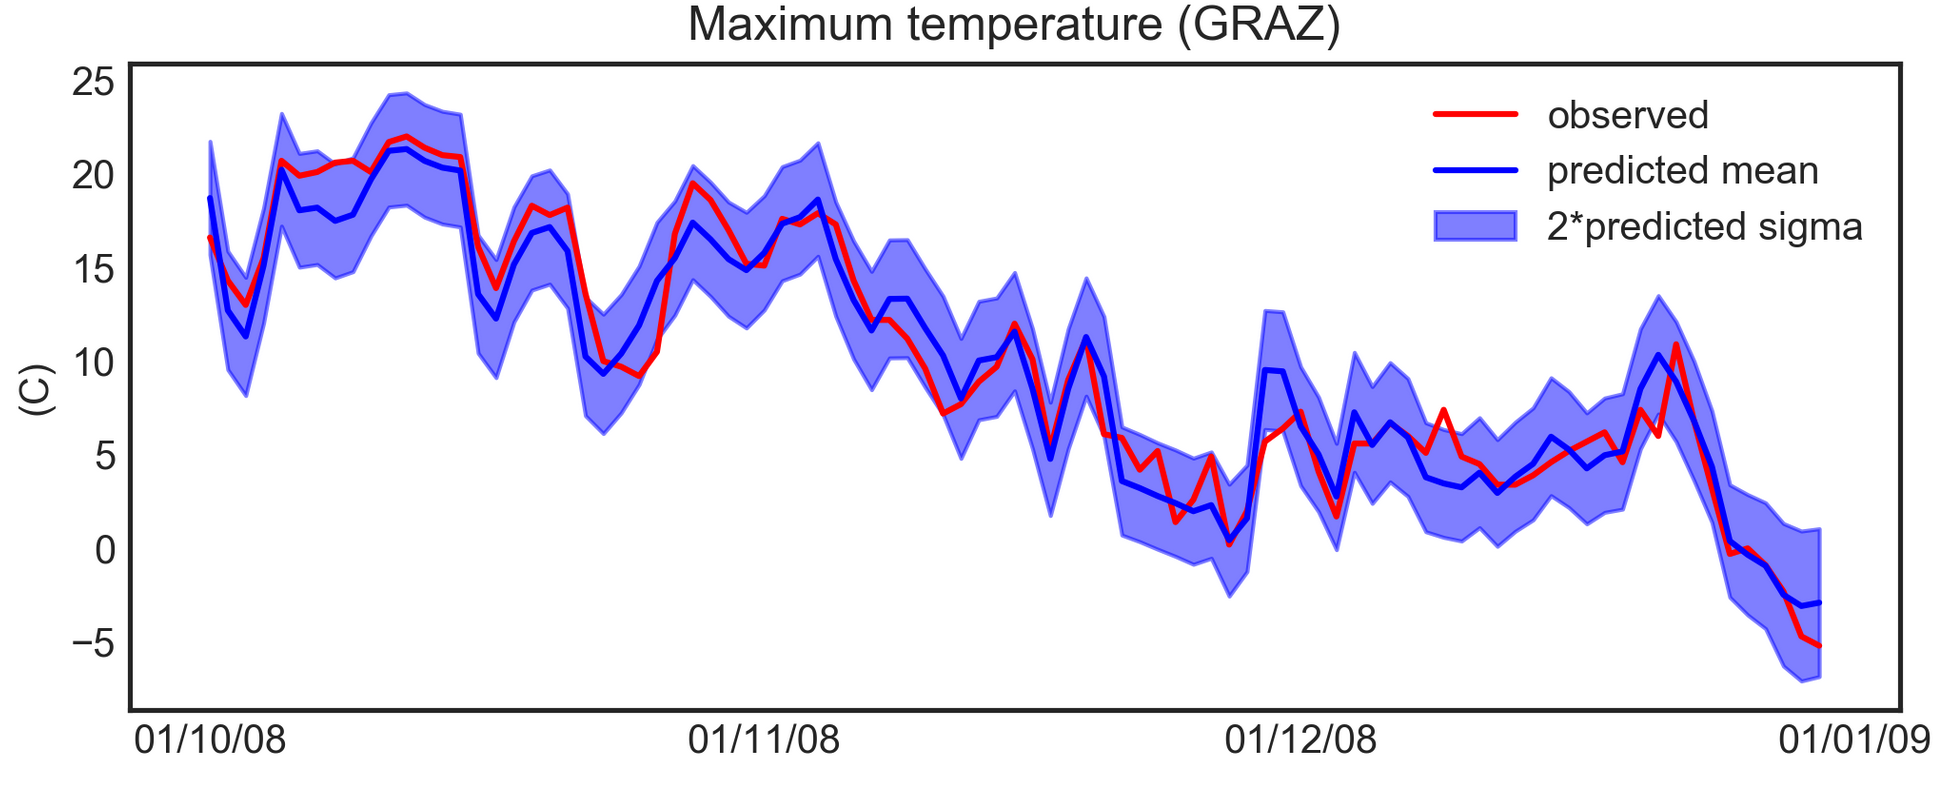 Maximum temperature (GRAZ)
25
20
15
10
5
0
−5
(C)
observed
predicted mean
2*predicted sigma
01/10/08
01/11/08
01/12/08
01/01/09